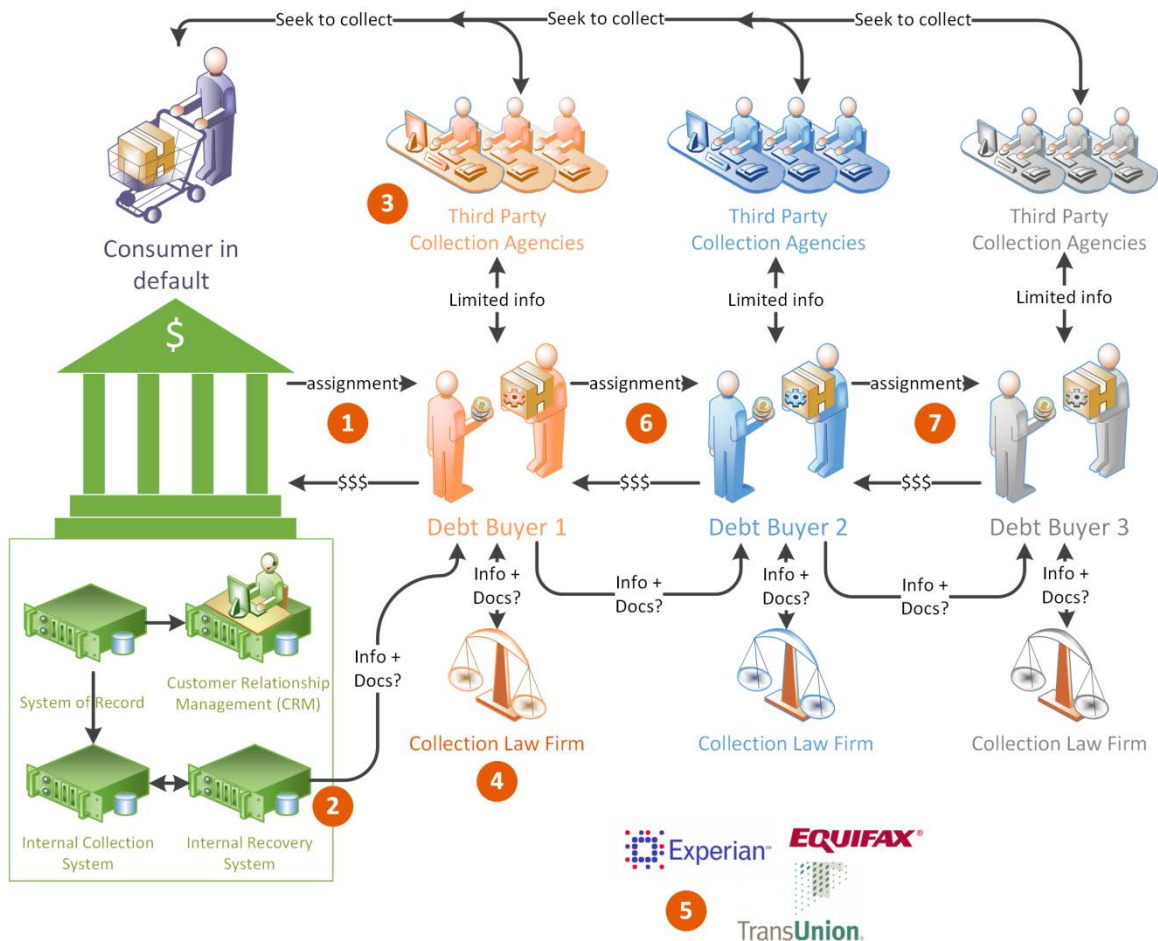 Seek to collect
Seek to collect
Seek to collect
3
Third Party
Collection Agencies
Third Party
Collection Agencies
Third Party
Collection Agencies
Consumer in
default
Limited info
Limited info
Limited info
$
assignment
assignment
assignment
1
6
7
$$$
$$$
$$$
Debt Buyer 1
Debt Buyer 2
Debt Buyer 3
Info +
Docs?
Info +
Docs?
Info +
Docs?
Info +
Docs?
Info +
Docs?
Info +
Docs?
System of Record
Customer Relationship
Management (CRM)
Collection Law Firm
Collection Law Firm
Collection Law Firm
4
2
Internal Collection
System
Internal Recovery
System
Experian™
EQUIFAX®
5
TransUnion®